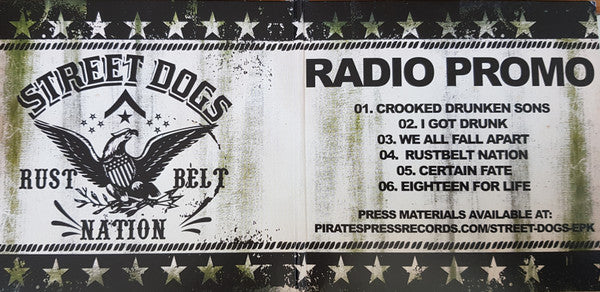 STREET DOGS
RUST BELT
NATION
RADIO PROMO
01. CROOKED DRUNKEN SONS
02. I GOT DRUNK
03. WE ALL FALL APART
04. RUSTBELT NATION
05. CERTAIN FATE
06. EIGHTEEN FOR LIFE
PRESS MATERIALS AVAILABLE AT:
PIRATESPRESSRECORDS.COM/STREET-DOGS-EPK